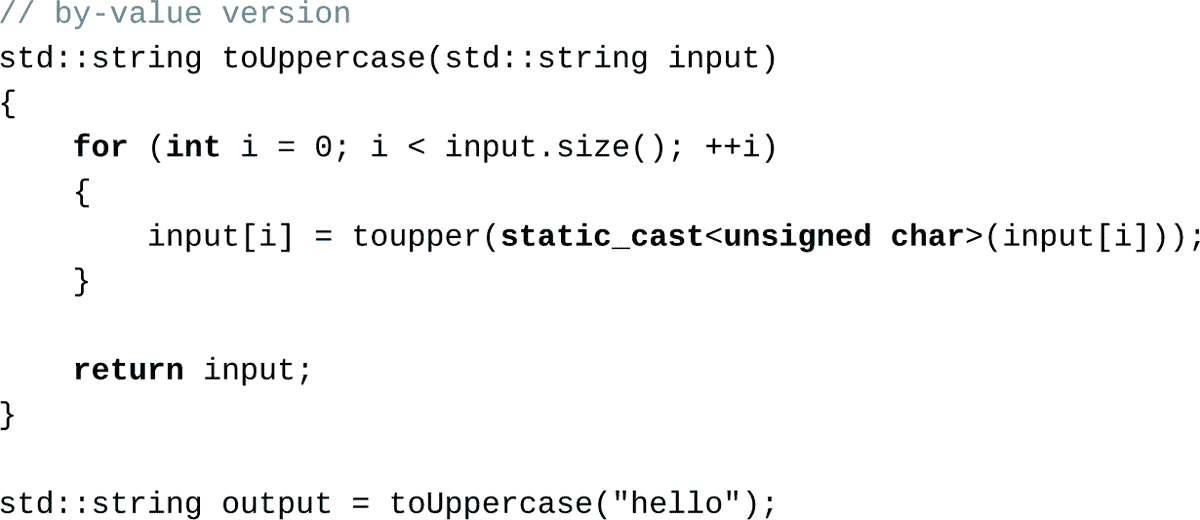 // by-value version
std::string toUppercase(std::string input)
{
    for (int i = 0; i < input.size(); ++i)
    {
        input[i] = toupper(static_cast<unsigned char>(input[i]));
    }

    return input;
}

std::string output = toUppercase("hello");